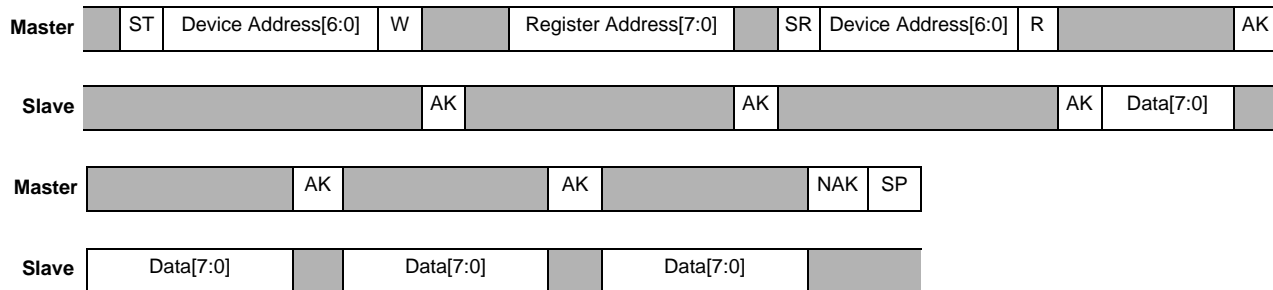 Master ST Device Address[6:0] W Register Address[7:0] SR Device Address[6:0] R AK
Slave AK AK AK Data[7:0]
Master AK AK NAK SP
Slave Data[7:0] Data[7:0] Data[7:0]